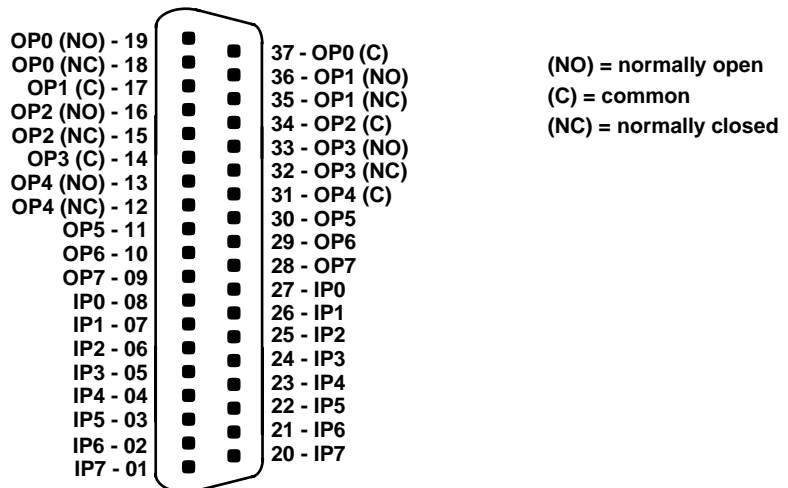 OP0 (NO) - 19
OP0 (NC) - 18
OP1 (C) - 17
OP2 (NO) - 16
OP2 (NC) - 15
OP3 (C) - 14
OP4 (NO) - 13
OP4 (NC) - 12
OP5 - 11
OP6 - 10
OP7 - 09
IP0 - 08
IP1 - 07
IP2 - 06
IP3 - 05
IP4 - 04
IP5 - 03
IP6 - 02
IP7 - 01
37 - OP0 (C)
36 - OP1 (NO)
35 - OP1 (NC)
34 - OP2 (C)
33 - OP3 (NO)
32 - OP3 (NC)
31 - OP4 (C)
30 - OP5
29 - OP6
28 - OP7
27 - IP0
26 - IP1
25 - IP2
24 - IP3
23 - IP4
22 - IP5
21 - IP6
20 - IP7
(NO) = normally open
(C) = common
(NC) = normally closed